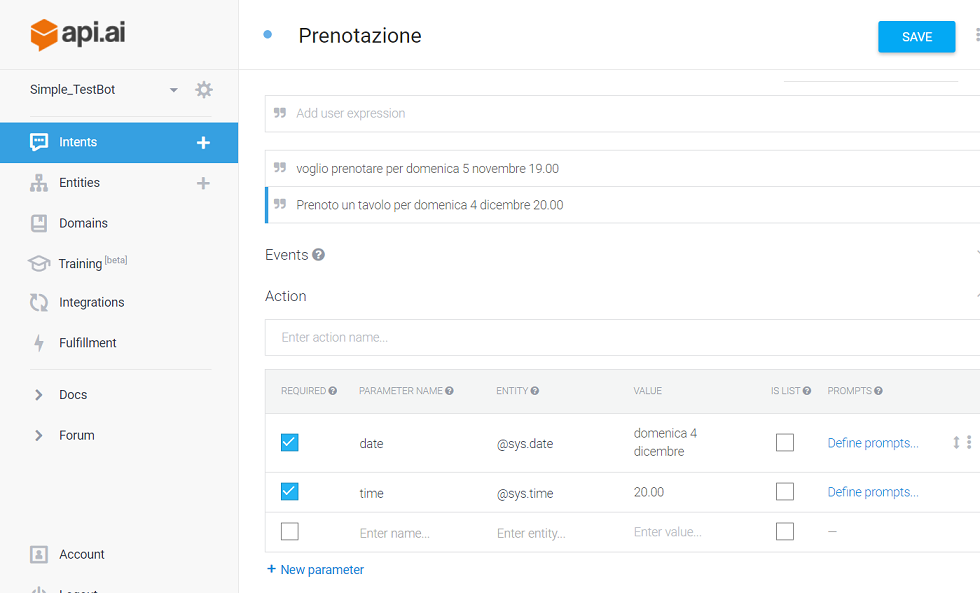 api.ai
Prenotazione
SAVE
Simple_TestBot
Add user expression
Intents
voglio prenotare per domenica 5 novembre 19.00
Entities
Prenoto un tavolo per domenica 4 dicembre 20.00
Domains
Events
Training [beta]
Action
Integrations
Enter action name...
Fulfillment
REQUIRED PARAMETER NAME ENTITY VALUE IS LIST PROMPTS
Docs
date @sys.date domenica 4 dicembre Define prompts...
Forum
time @sys.time 20.00 Define prompts...
Enter name... Enter entity... Enter value... —
Account
+ New parameter
Logout